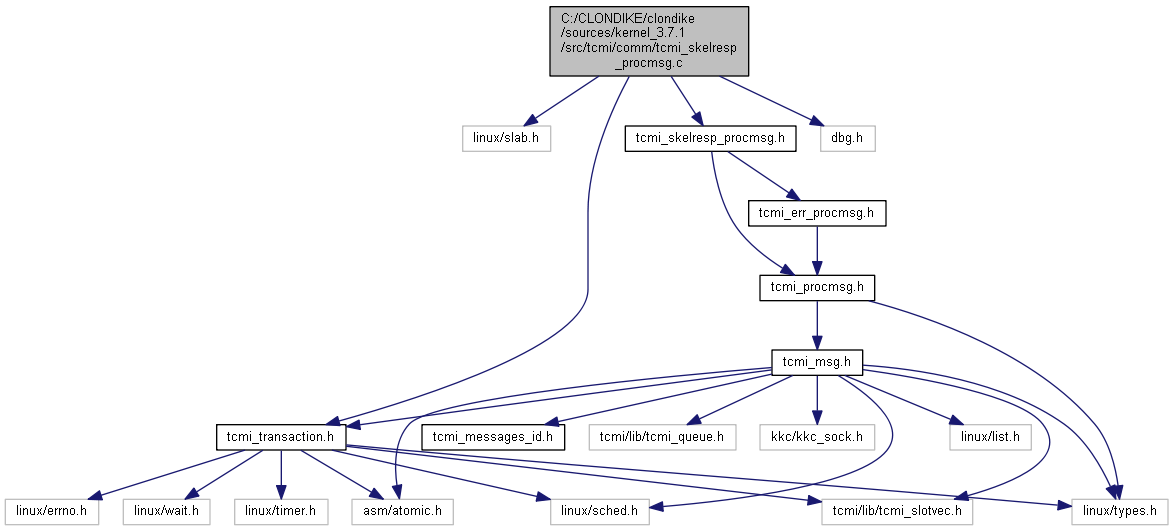 C:/CLONDIKE/clondike
/sources/kernel_3.7.1
/src/tcmi/comm/tcmi_skelresp
_procmsg.c
linux/slab.h
tcmi_skelresp_procmsg.h
dbg.h
tcmi_err_procmsg.h
tcmi_procmsg.h
tcmi_msg.h
tcmi_transaction.h
tcmi_messages_id.h
tcmi/lib/tcmi_queue.h
kkc/kkc_sock.h
linux/list.h
linux/errno.h
linux/wait.h
linux/timer.h
asm/atomic.h
linux/sched.h
tcmi/lib/tcmi_slotvec.h
linux/types.h